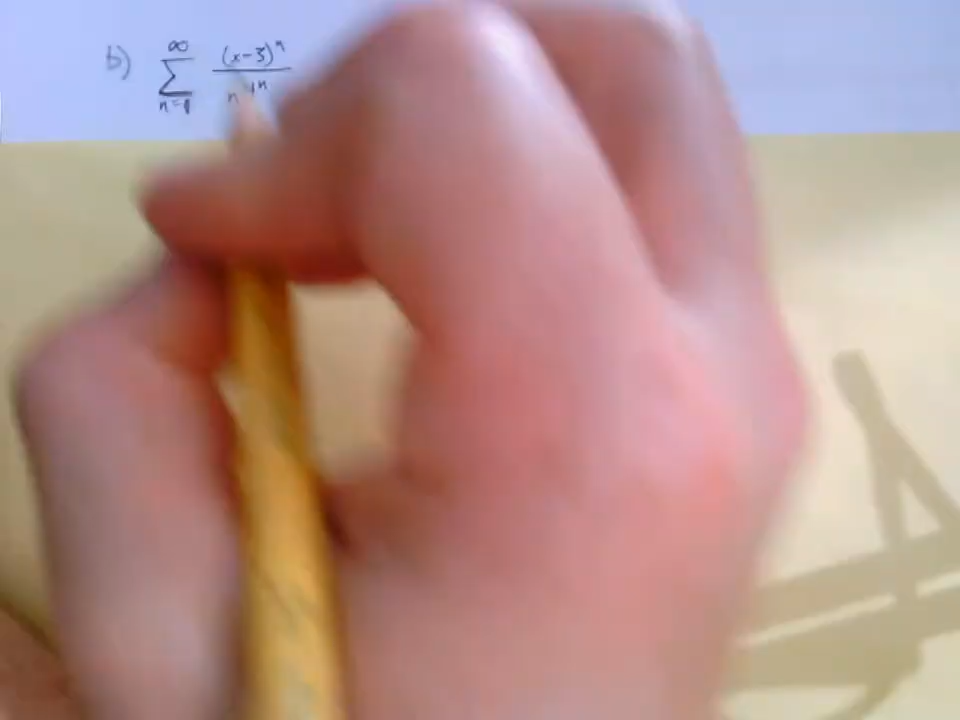 b) ∞
∑ (x-3)ⁿ
n=1 n